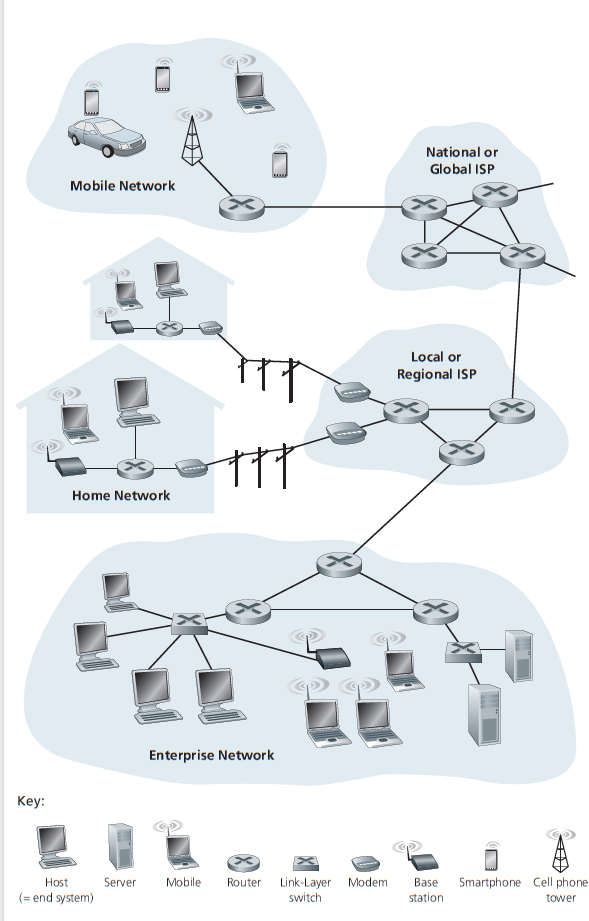 Mobile Network
National or
Global ISP
Local or
Regional ISP
Home Network
Enterprise Network
Key:
Host
(= end system)
Server
Mobile
Router
Link-Layer
switch
Modem
Base
station
Smartphone
Cell phone
tower